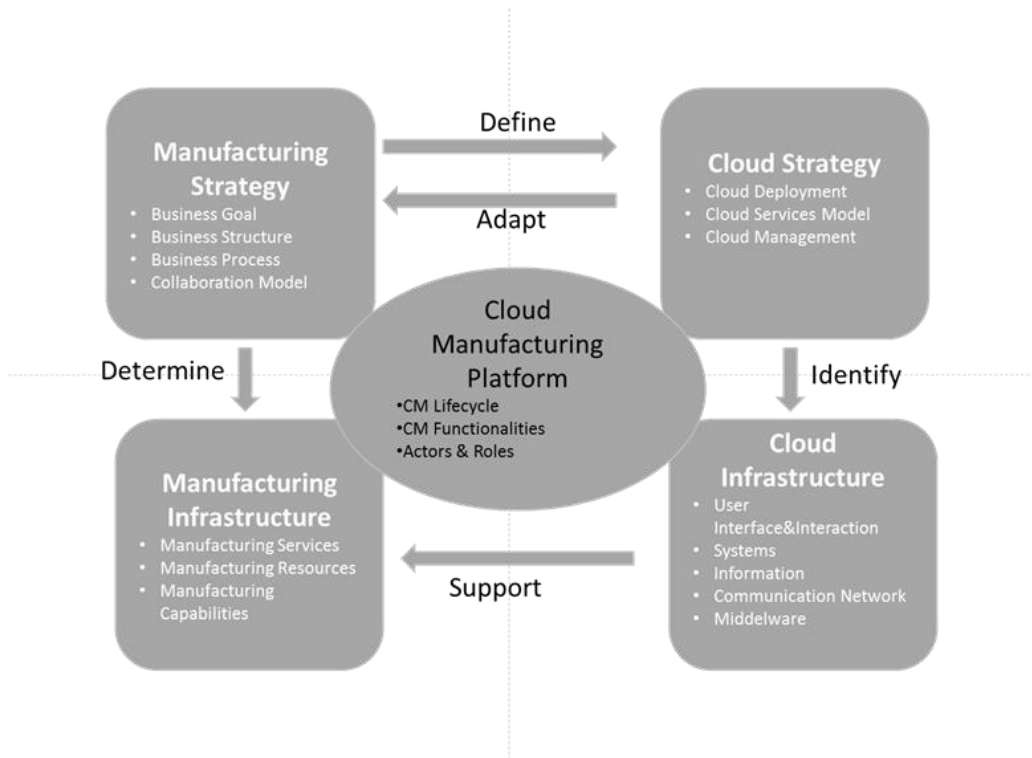 Define
Manufacturing
Strategy
• Business Goal
• Business Structure
• Business Process
• Collaboration Model
Cloud Strategy
• Cloud Deployment
• Cloud Services Model
• Cloud Management
Adapt
Cloud
Manufacturing
Platform
•CM Lifecycle
•CM Functionalities
•Actors & Roles
Determine
Identify
Manufacturing
Infrastructure
• Manufacturing Services
• Manufacturing Resources
• Manufacturing
Capabilities
Cloud
Infrastructure
• User
Interface&Interaction
• Systems
• Information
• Communication Network
• Middelware
Support